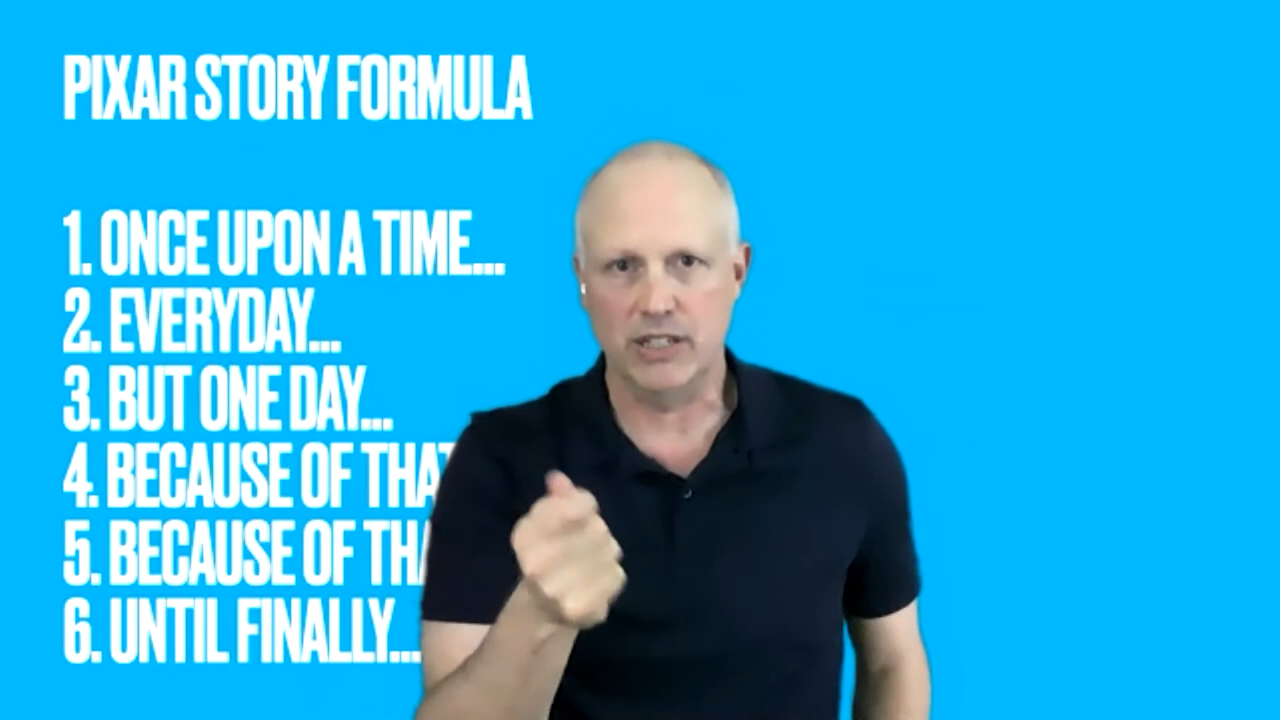 PIXAR STORY FORMULA
1. ONCE UPON A TIME...
2. EVERYDAY...
3. BUT ONE DAY...
4. BECAUSE OF THAT
5. BECAUSE OF
6. UNTIL FINALLY...